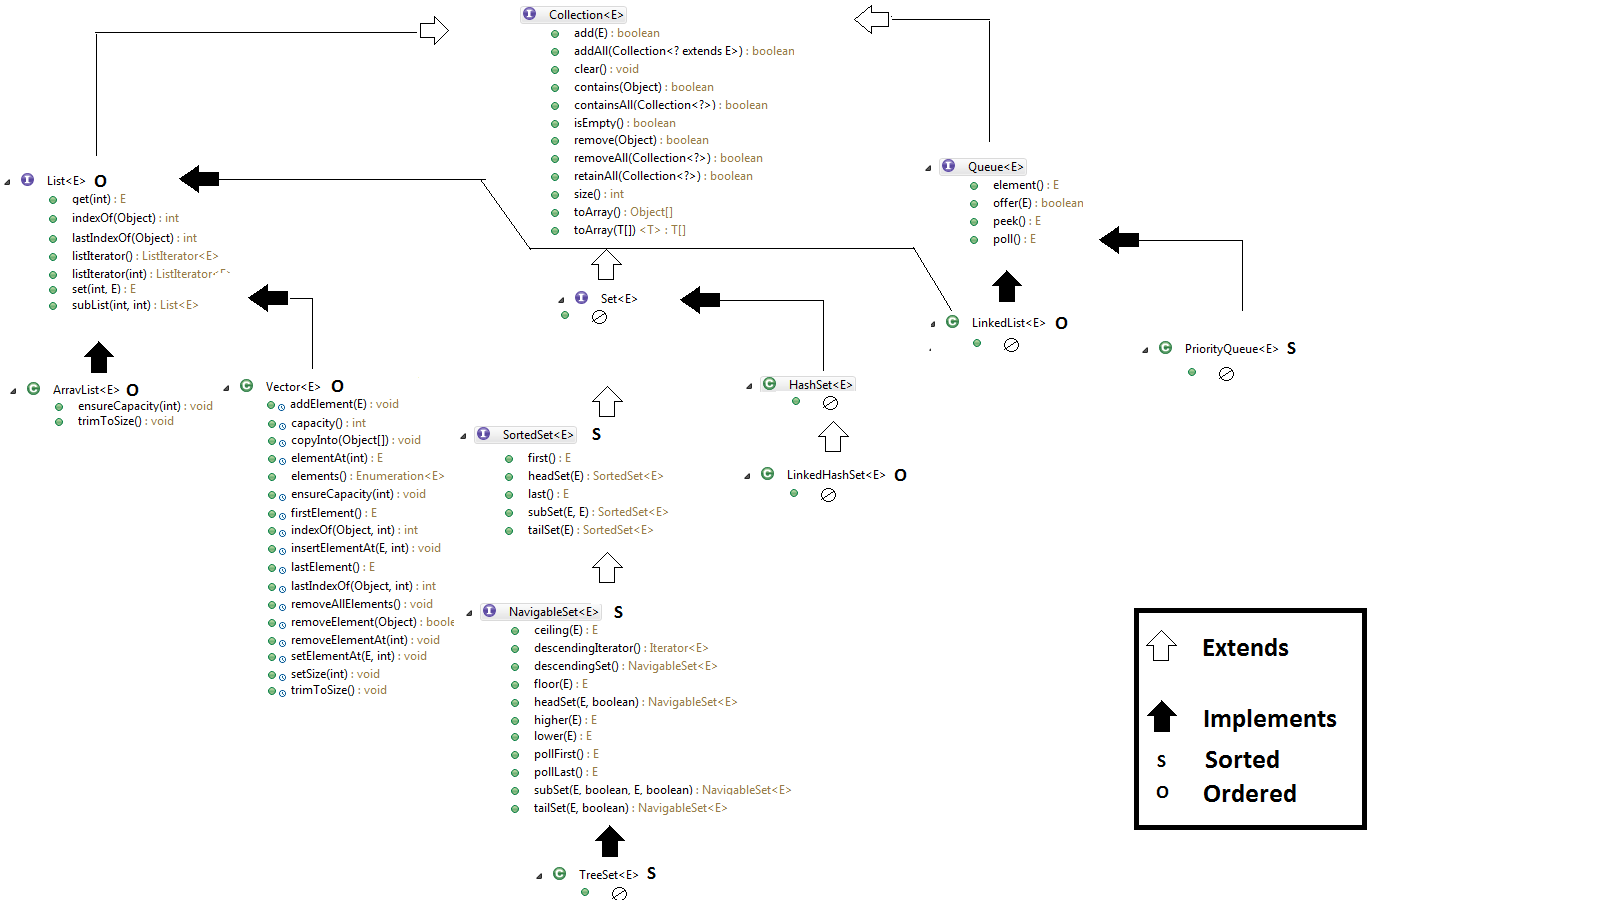 Collection<E>
add(E) : boolean
addAll(Collection<? extends E>) : boolean
clear() : void
contains(Object) : boolean
containsAll(Collection<?>) : boolean
isEmpty() : boolean
remove(Object) : boolean
removeAll(Collection<?>) : boolean
retainAll(Collection<?>) : boolean
size() : int
toArray() : Object[]
toArray(T[]) <T> : T[]
List<E> O
get(int) : E
indexOf(Object) : int
lastIndexOf(Object) : int
listIterator() : ListIterator<E>
listIterator(int) : ListIterator<E>
set(int, E) : E
subList(int, int) : List<E>
Queue<E>
element() : E
offer(E) : boolean
peek() : E
poll() : E
Set<E>
LinkedList<E> O
PriorityQueue<E> S
ArrayList<E> O
ensureCapacity(int) : void
trimToSize() : void
Vector<E> O
addElement(E) : void
capacity() : int
copyInto(Object[]) : void
elementAt(int) : E
elements() : Enumeration<E>
ensureCapacity(int) : void
firstElement() : E
indexOf(Object, int) : int
insertElementAt(E, int) : void
lastElement() : E
lastIndexOf(Object, int) : int
removeAllElements() : void
removeElement(Object) : boole
removeElementAt(int) : void
setElementAt(E, int) : void
setSize(int) : void
trimToSize() : void
HashSet<E>
LinkedHashSet<E> O
SortedSet<E> S
first() : E
headSet(E) : SortedSet<E>
last() : E
subSet(E, E) : SortedSet<E>
tailSet(E) : SortedSet<E>
NavigableSet<E> S
ceiling(E) : E
descendingIterator() : Iterator<E>
descendingSet() : NavigableSet<E>
floor(E) : E
headSet(E, boolean) : NavigableSet<E>
higher(E) : E
lower(E) : E
pollFirst() : E
pollLast() : E
subSet(E, boolean, E, boolean) : NavigableSet<E>
tailSet(E, boolean) : NavigableSet<E>
TreeSet<E> S
Extends
Implements
S Sorted
O Ordered